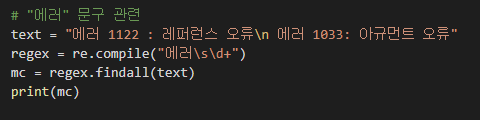 # "에러" 문구 관련
text = "에러 1122 : 레퍼런스 오류\n 에러 1033: 아규먼트 오류"
regex = re.compile("에러\s\d+")
mc = regex.findall(text)
print(mc)